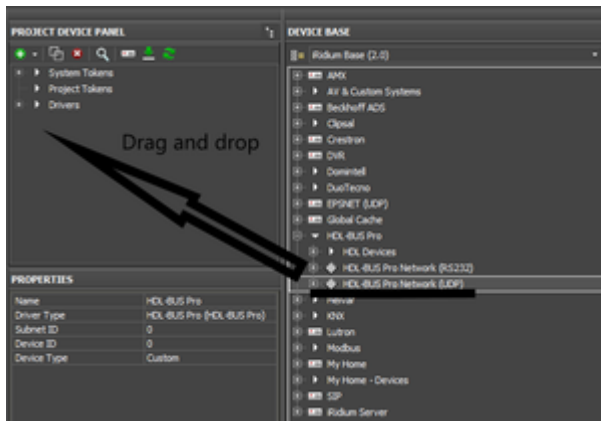 PROJECT DEVICE PANEL
System Tokens
Project Tokens
Drivers
Drag and drop
PROPERTIES
Name HDL-BUS Pro
Driver Type HDL-BUS Pro (HDL-BUS Pro)
Subnet ID 0
Device ID 0
Device Type Custom
DEVICE BASE
iRidium Base (2.0)
AMX
AV & Custom Systems
Beckhoff ADS
Clipsal
Crestron
DVR
Domintell
DuoTecno
EPSNET (UDP)
Global Cache
HDL-BUS Pro
HDL Devices
HDL-BUS Pro Network (RS232)
HDL-BUS Pro Network (UDP)
Helvar
KNX
Lutron
Modbus
My Home
My Home - Devices
SIP
iRidium Server